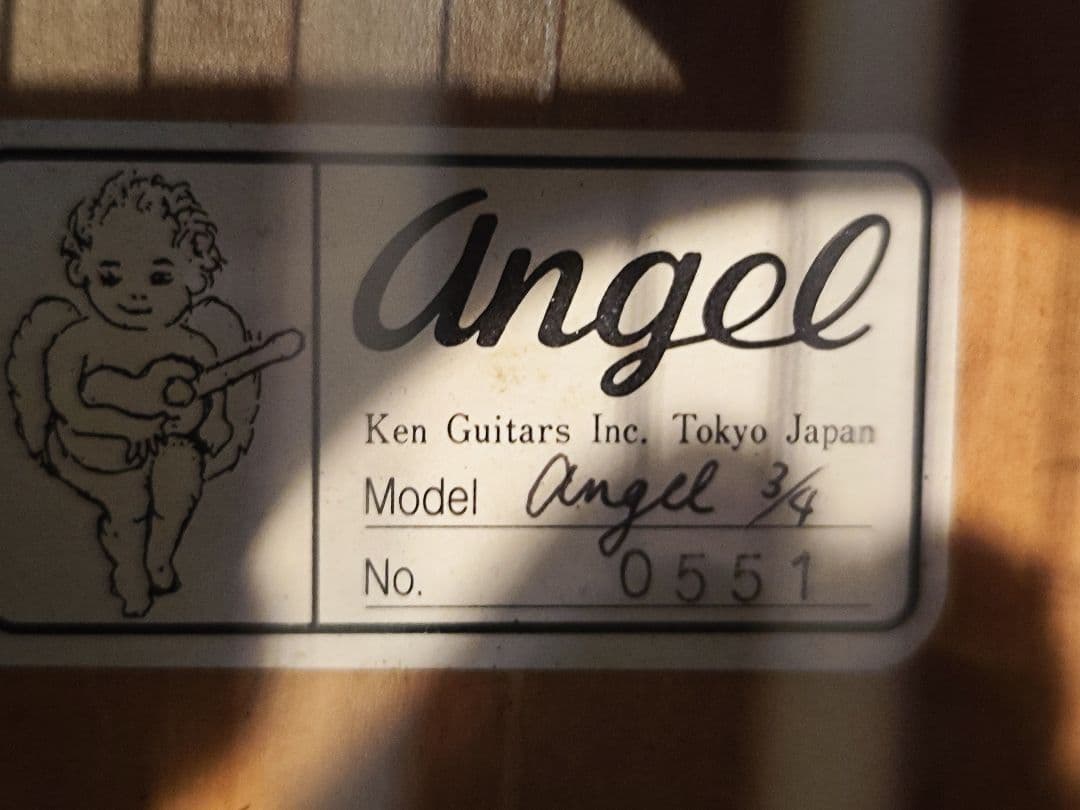 Angel
Ken Guitars Inc. Tokyo Japan
Model Angel 3/4
No. 0551